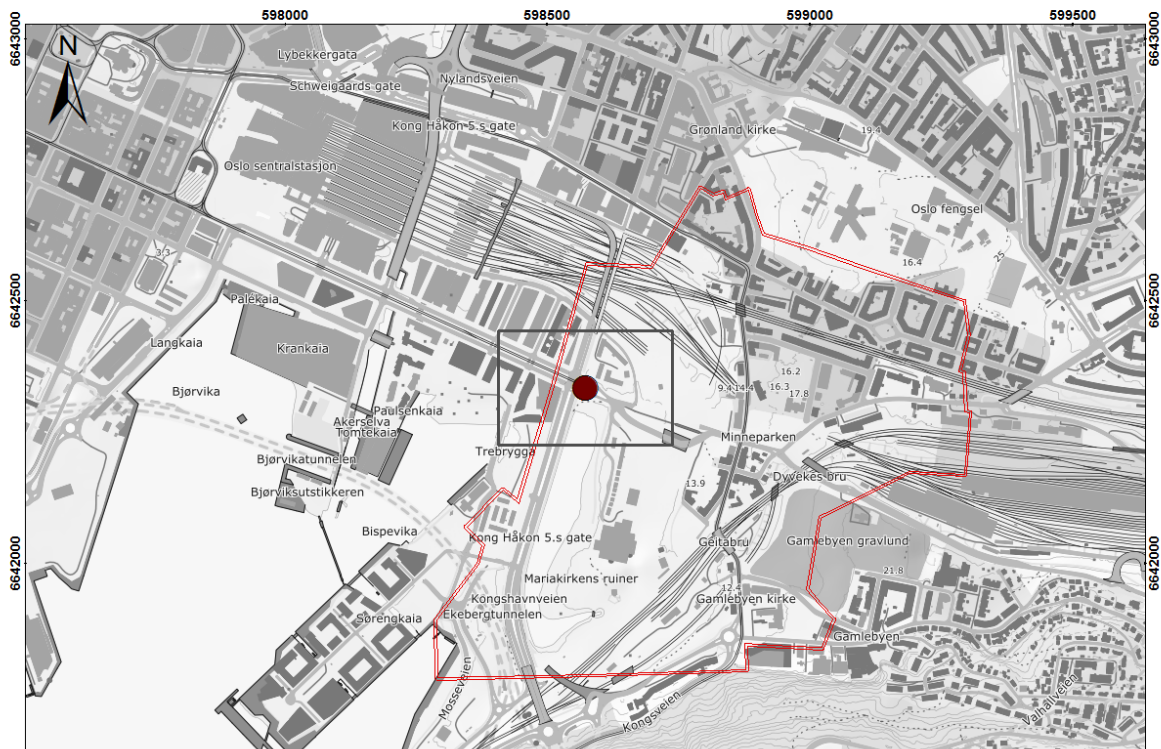 598000
598500
599000
599500
6643000
6643000
N
Lybekkergata
Nylandsveien
Schweigaards gate
Kong Håkon 5.s gate
Grønland kirke
19.4
Oslo sentralstasjon
Oslo fengsel
3.3
16.4
25
6642500
6642500
Palékaia
Langkaia
Krankaia
Bjørvika
Paulsenkaia
Akerselva
Tomtekaia
16.2
9.4
14.4
16.3
17.8
Minneparken
Trebrygga
Bjørvikatunnelen
Dyvekes bru
13.9
Bjørviksutstikkeren
Bispevika
Kong Håkon 5.s gate
Geitabru
Gamlebyen gravlund
6642000
6642000
Mariakirkens ruiner
21.8
12.4
Kongshavnveien
Gamlebyen kirke
Sørengkaia
Ekebergtunnelen
Gamlebyen
Mosseveien
Kongsveien
Valhallveien